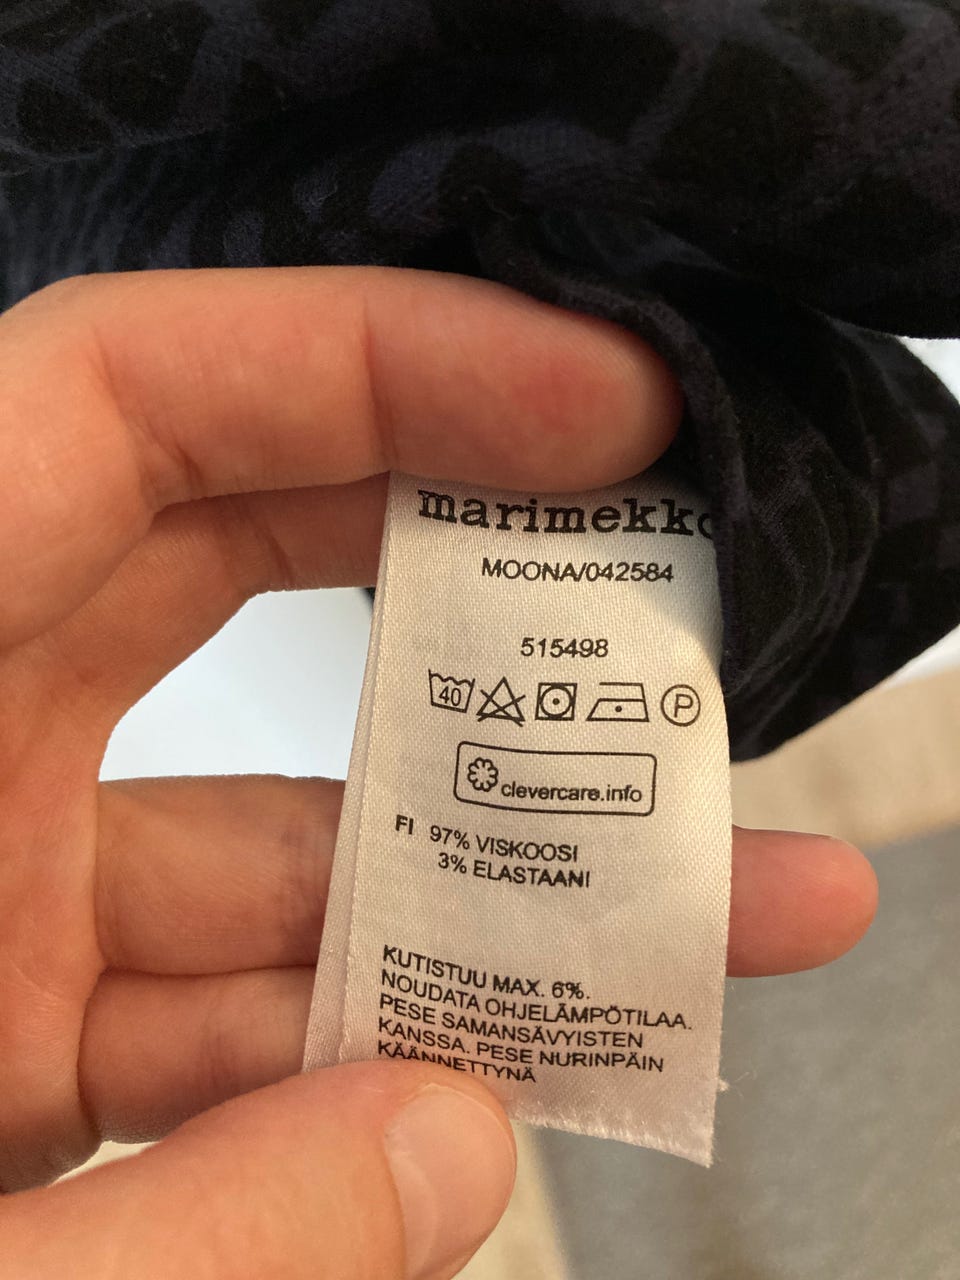 marimekko
MOONA/042584
515498
40 P
clevercare.info
FI 97% VISKOOSI
3% ELASTAANI
KUTISTUU MAX. 6%.
NOUDATA OHJELÄMPÖTILAA.
PESE SAMANSÄVYISTEN
KANSSA. PESE NURINPÄIN
KÄÄNNETTYNÄ